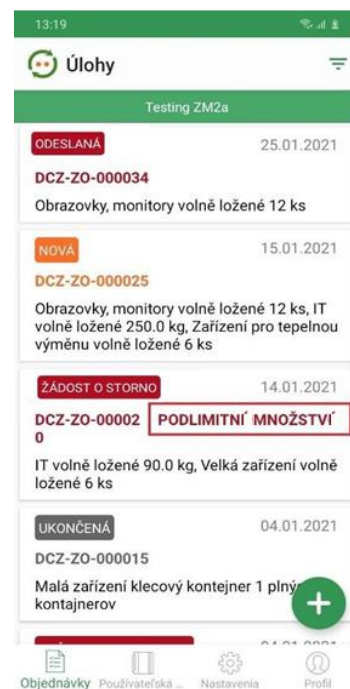 13:19
Úlohy
Testing ZM2a
ODESLANÁ 25.01.2021
DCZ-ZO-000034
Obrazovky, monitory volně ložené 12 ks
NOVÁ 15.01.2021
DCZ-ZO-000025
Obrazovky, monitory volně ložené 12 ks, IT
volně ložené 250.0 kg, Zařízení pro tepelnou
výměnu volně ložené 6 ks
ŽÁDOST O STORNO 14.01.2021
DCZ-ZO-00002 PODLIMITNÍ MNOŽSTVÍ
0
IT volně ložené 90.0 kg, Velká zařízení volně
ložené 6 ks
UKONČENÁ 04.01.2021
DCZ-ZO-000015
Malá zařízení klecový kontejner 1 plný
kontajnerov
+
Objednávky Používateľská ... Nastavenia Profil